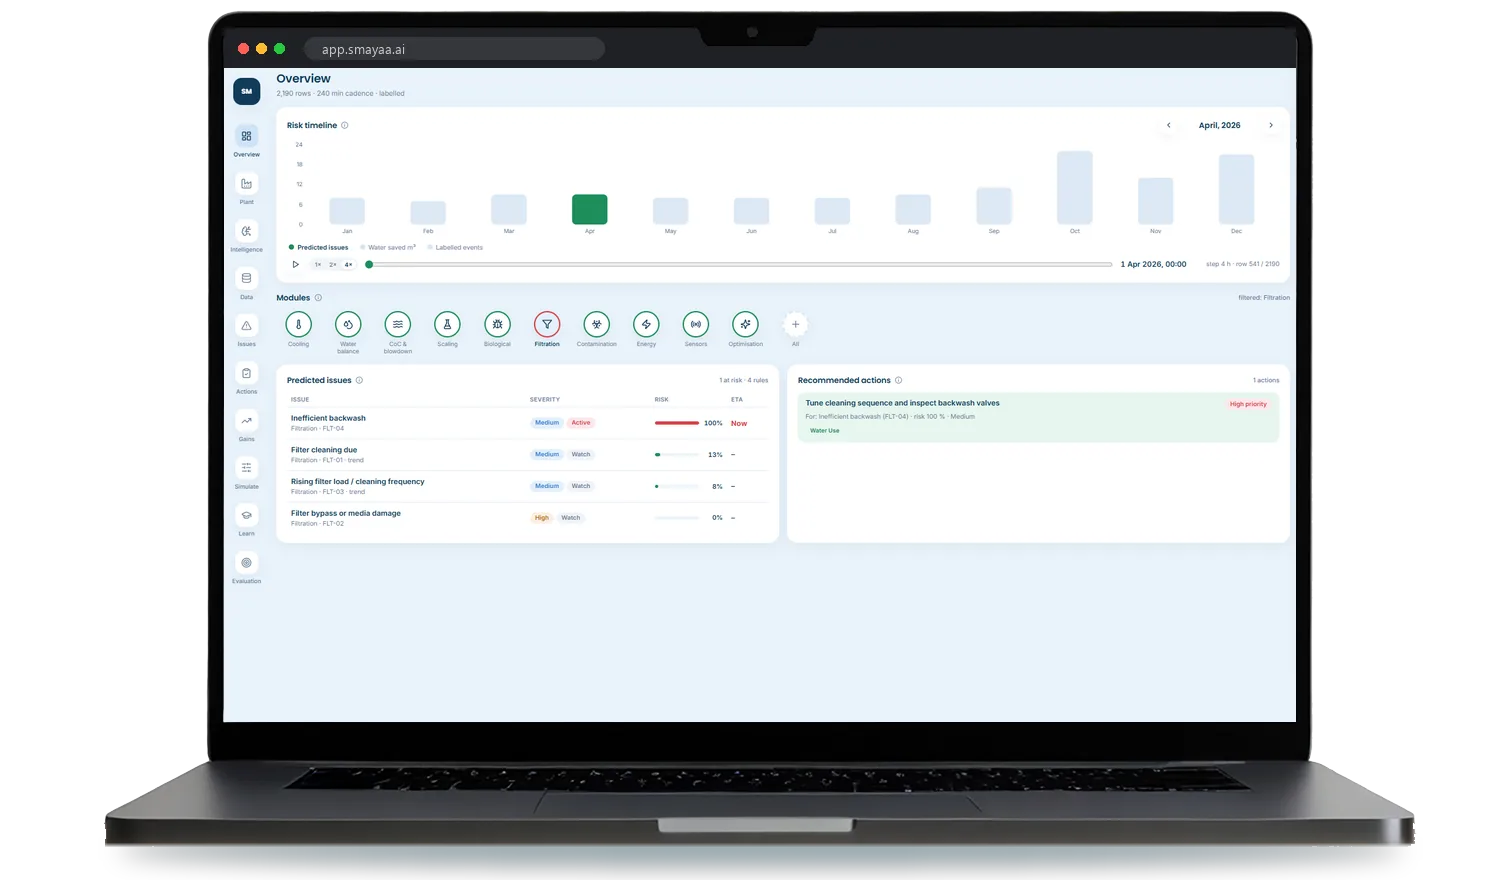 app.smayaa.ai
SM
Overview
Plant
Intelligence
Data
Issues
Actions
Gains
Simulate
Learn
Evaluation
Overview
2,190 rows · 240 min cadence · labelled
Risk timeline
April, 2026
24
18
12
6
0
Jan Feb Mar Apr May Jun Jul Aug Sep Oct Nov Dec
Predicted issues Water saved m³ Labelled events
1× 2× 4× 1 Apr 2026, 00:00 step 4 h · row 541 / 2190
Modules filtered: Filtration
Cooling
Water
balance
CoC &
blowdown
Scaling
Biological
Filtration
Contamination
Energy
Sensors
Optimisation
All
Predicted issues 1 at risk · 4 rules
ISSUE SEVERITY RISK ETA
Inefficient backwash Medium Active 100% Now
Filtration · FLT-04
Filter cleaning due Medium Watch 13% –
Filtration · FLT-01 · trend
Rising filter load / cleaning frequency Medium Watch 8% –
Filtration · FLT-03 · trend
Filter bypass or media damage High Watch 0% –
Filtration · FLT-02
Recommended actions 1 actions
Tune cleaning sequence and inspect backwash valves High priority
For: Inefficient backwash (FLT-04) · risk 100 % · Medium
Water Use